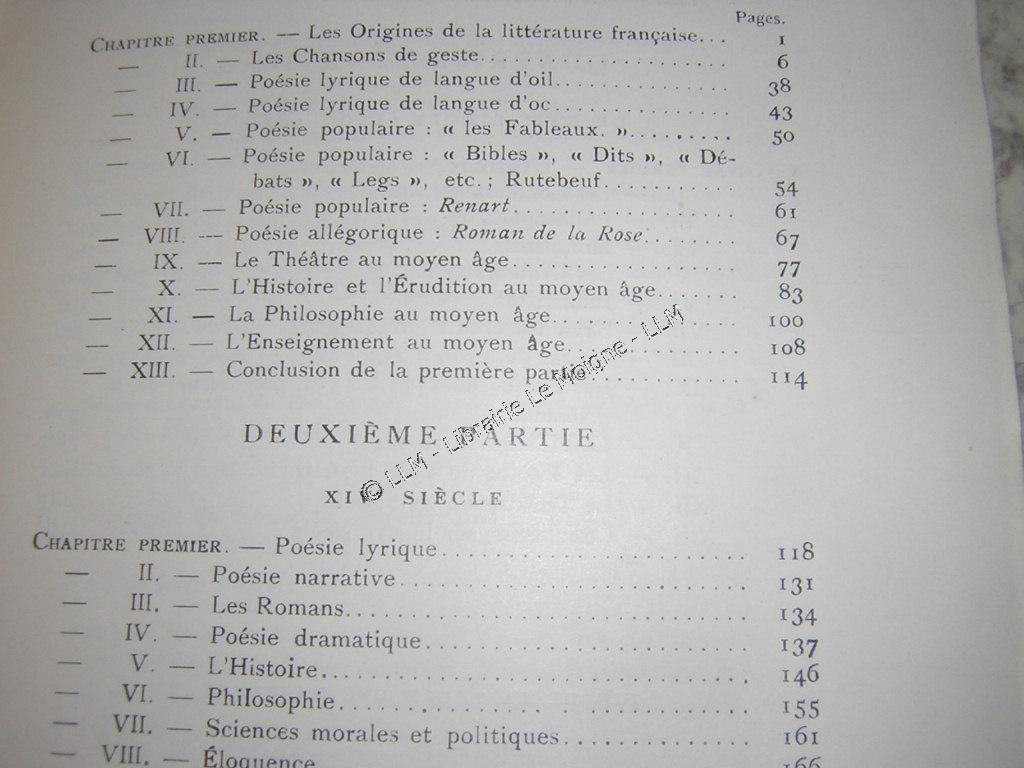 Pages.
CHAPITRE PREMIER. — Les Origines de la littérature française... 1
— II. — Les Chansons de geste....................... 6
— III. — Poésie lyrique de langue d'oil................ 38
— IV. — Poésie lyrique de langue d'oc................ 43
— V. — Poésie populaire : « les Fableaux. »......... 50
— VI. — Poésie populaire : « Bibles », « Dits », « Dé-
bats », « Legs », etc. ; Rutebeuf............ 54
— VII. — Poésie populaire : Renart.................... 61
— VIII. — Poésie allégorique : Roman de la Rose........ 67
— IX. — Le Théâtre au moyen âge.................... 77
— X. — L'Histoire et l'Érudition au moyen âge....... 83
— XI. — La Philosophie au moyen âge................ 100
— XII. — L'Enseignement au moyen âge............... 108
— XIII. — Conclusion de la première partie............. 114
© LLM - Librairie Le Moigne - LLM
DEUXIÈME PARTIE
XIVe SIÈCLE
CHAPITRE PREMIER. — Poésie lyrique......................... 118
— II. — Poésie narrative........................... 131
— III. — Les Romans.............................. 134
— IV. — Poésie dramatique........................ 137
— V. — L'Histoire................................ 146
— VI. — Philosophie............................... 155
— VII. — Sciences morales et politiques............... 161
— VIII. — Éloquence 166